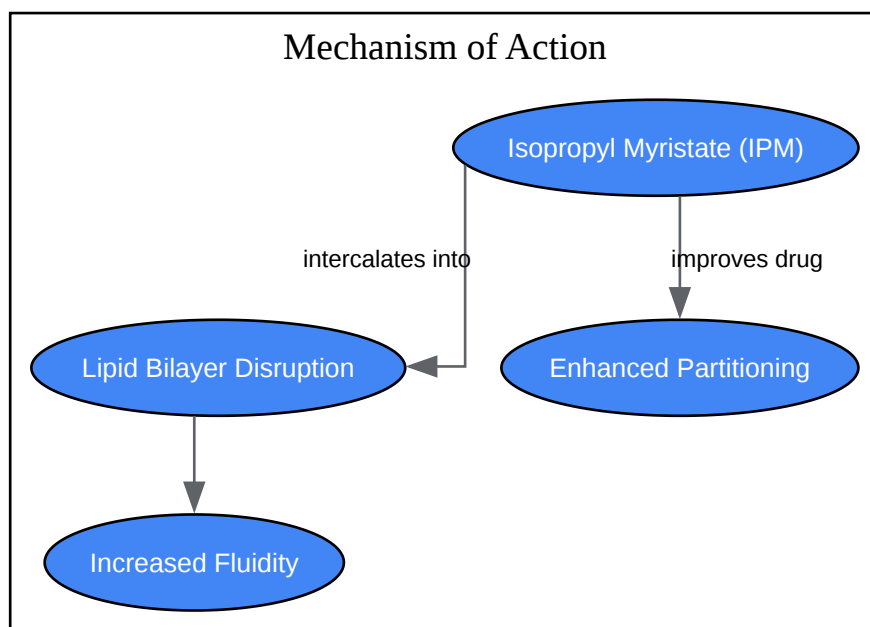 Mechanism of Action
Isopropyl Myristate (IPM)
intercalates into
improves drug
Lipid Bilayer Disruption
Enhanced Partitioning
Increased Fluidity